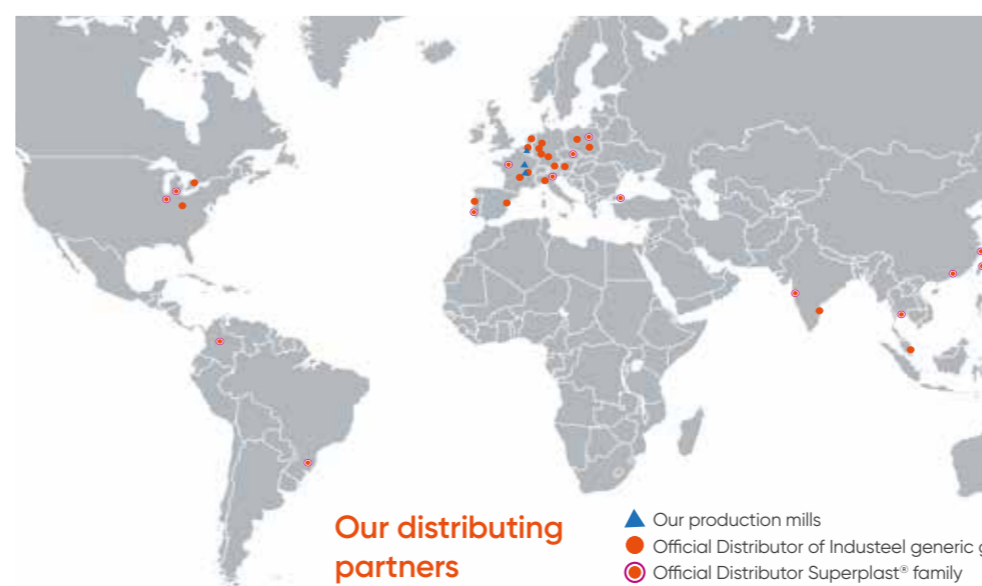 Our distributing
partners
Our production mills
Official Distributor of Industeel generic g
Official Distributor Superplast® family